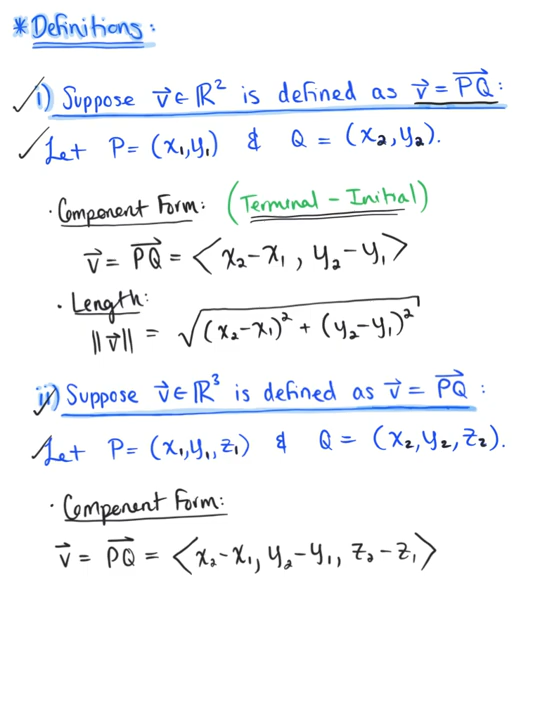 * Definitions:
i) Suppose v⃗ ∈ ℝ² is defined as v⃗ = P͞Q⃗:
Let P = (x₁,y₁) & Q = (x₂,y₂).
· Component Form: (Terminal – Initial)
v⃗ = PQ⃗ = ⟨x₂–x₁, y₂–y₁⟩
· Length:
||v⃗|| = √((x₂–x₁)² + (y₂–y₁)²)
ii) Suppose v⃗ ∈ ℝ³ is defined as v⃗ = PQ⃗:
Let P = (x₁,y₁,z₁) & Q = (x₂,y₂,z₂).
· Component Form:
v⃗ = PQ⃗ = ⟨x₂–x₁, y₂–y₁, z₂–z₁⟩